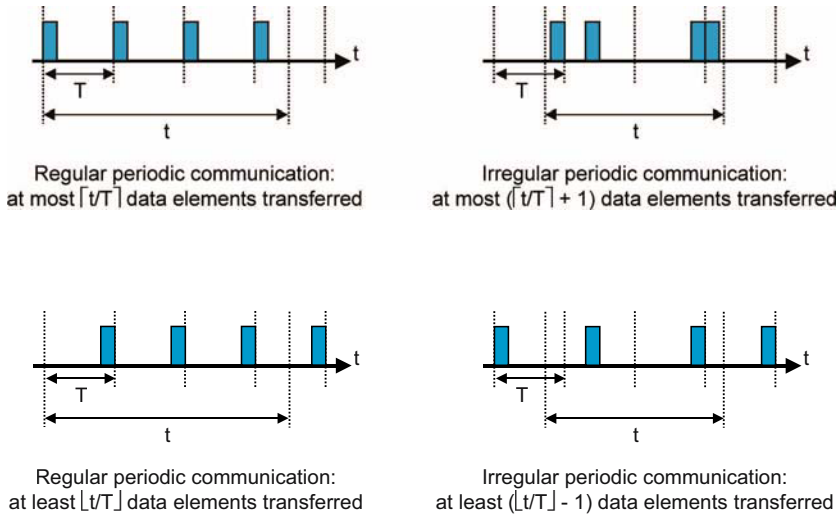 t
T
t
Regular periodic communication:
at most ⌈t/T⌉ data elements transferred
t
T
t
Irregular periodic communication:
at most (⌈t/T⌉ + 1) data elements transferred
t
T
t
Regular periodic communication:
at least ⌊t/T⌋ data elements transferred
t
T
t
Irregular periodic communication:
at least (⌊t/T⌋ - 1) data elements transferred